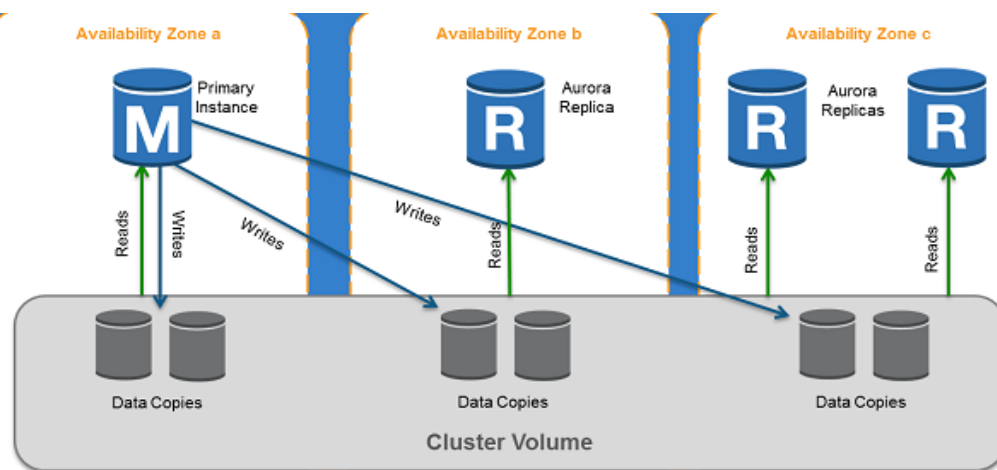 Availability Zone a
Availability Zone b
Availability Zone c
Primary
Instance
Aurora
Replica
Aurora
Replicas
M
R
R
R
Reads
Writes
Writes
Writes
Reads
Reads
Reads
Data Copies
Data Copies
Data Copies
Cluster Volume